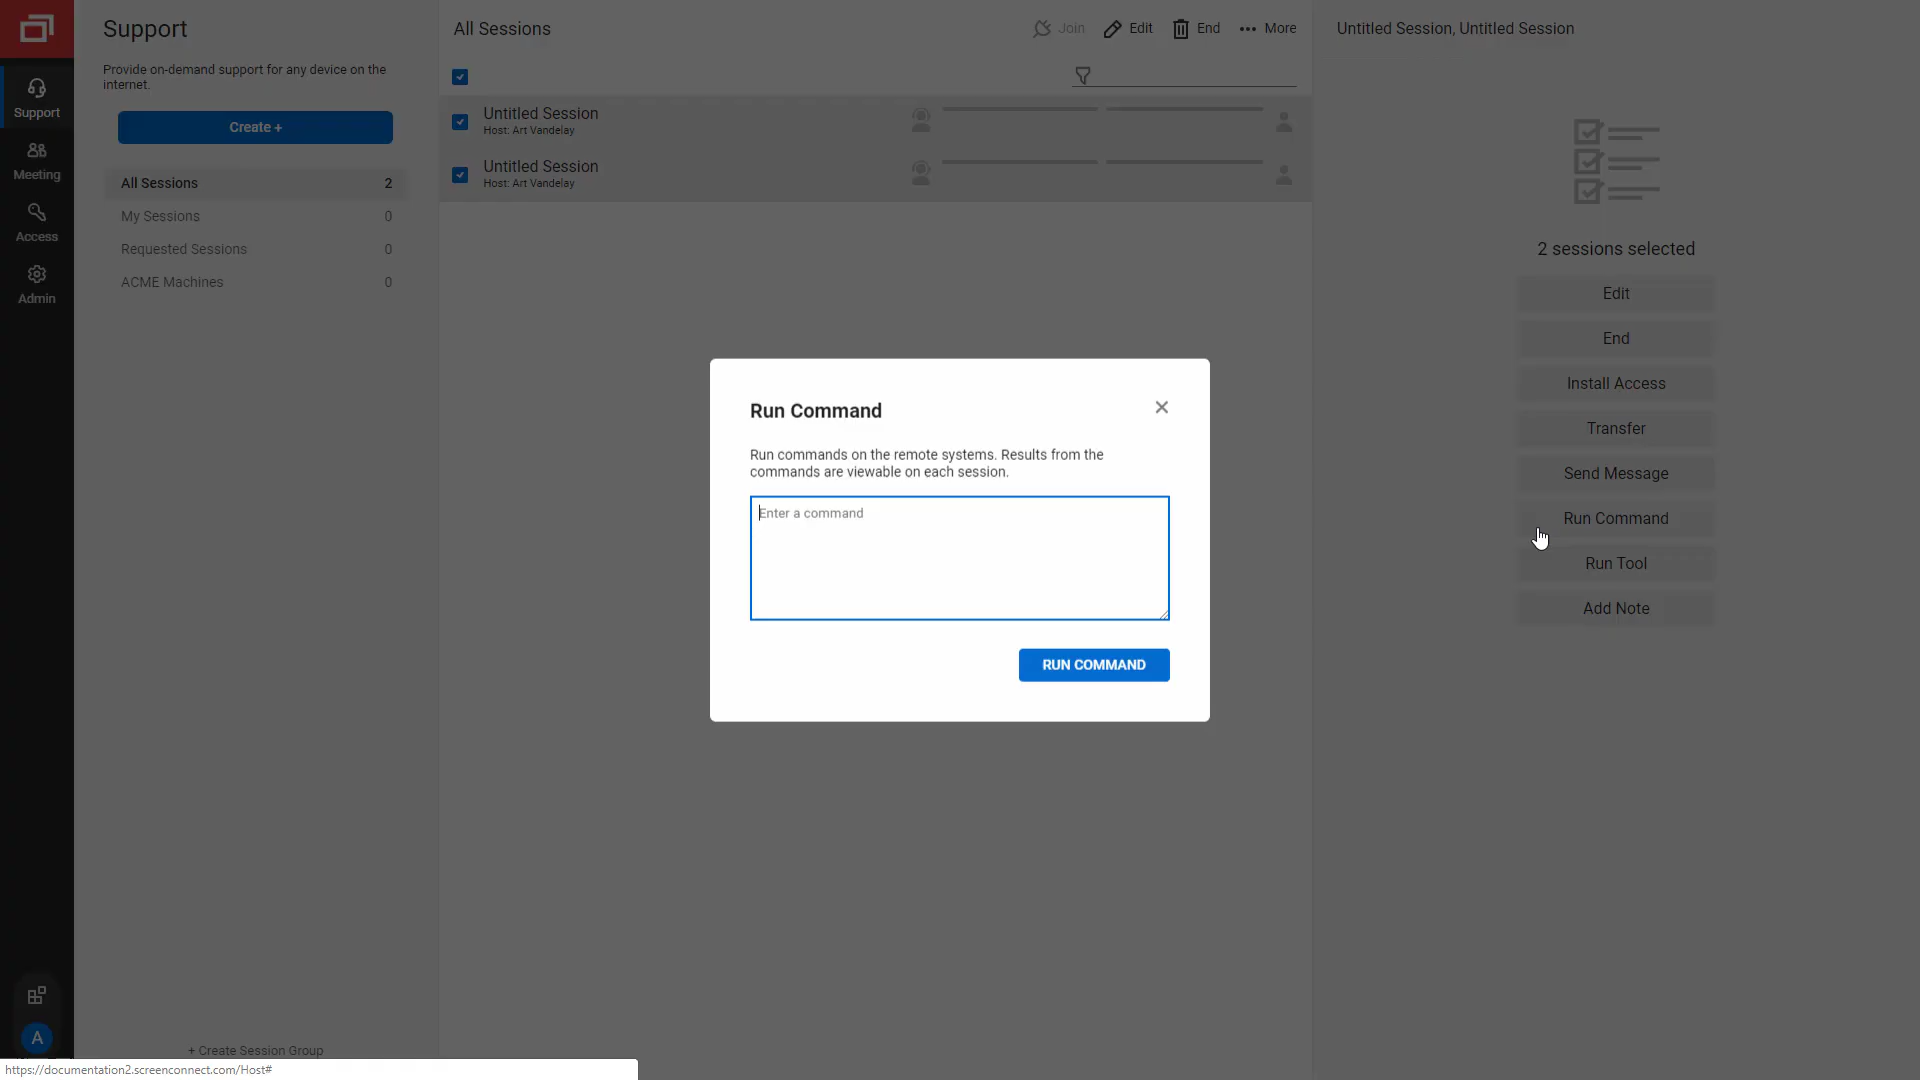 Support
Provide on-demand support for any device on the
internet.
Create +
All Sessions 2
My Sessions 0
Requested Sessions 0
ACME Machines 0
+ Create Session Group
Support
Meeting
Access
Admin
A
All Sessions
Join
Edit
End
More
Untitled Session
Host: Art Vandelay
Untitled Session
Host: Art Vandelay
Run Command
Run commands on the remote systems. Results from the
commands are viewable on each session.
Enter a command
RUN COMMAND
Untitled Session, Untitled Session
2 sessions selected
Edit
End
Install Access
Transfer
Send Message
Run Command
Run Tool
Add Note
https://documentation2.screenconnect.com/Host#